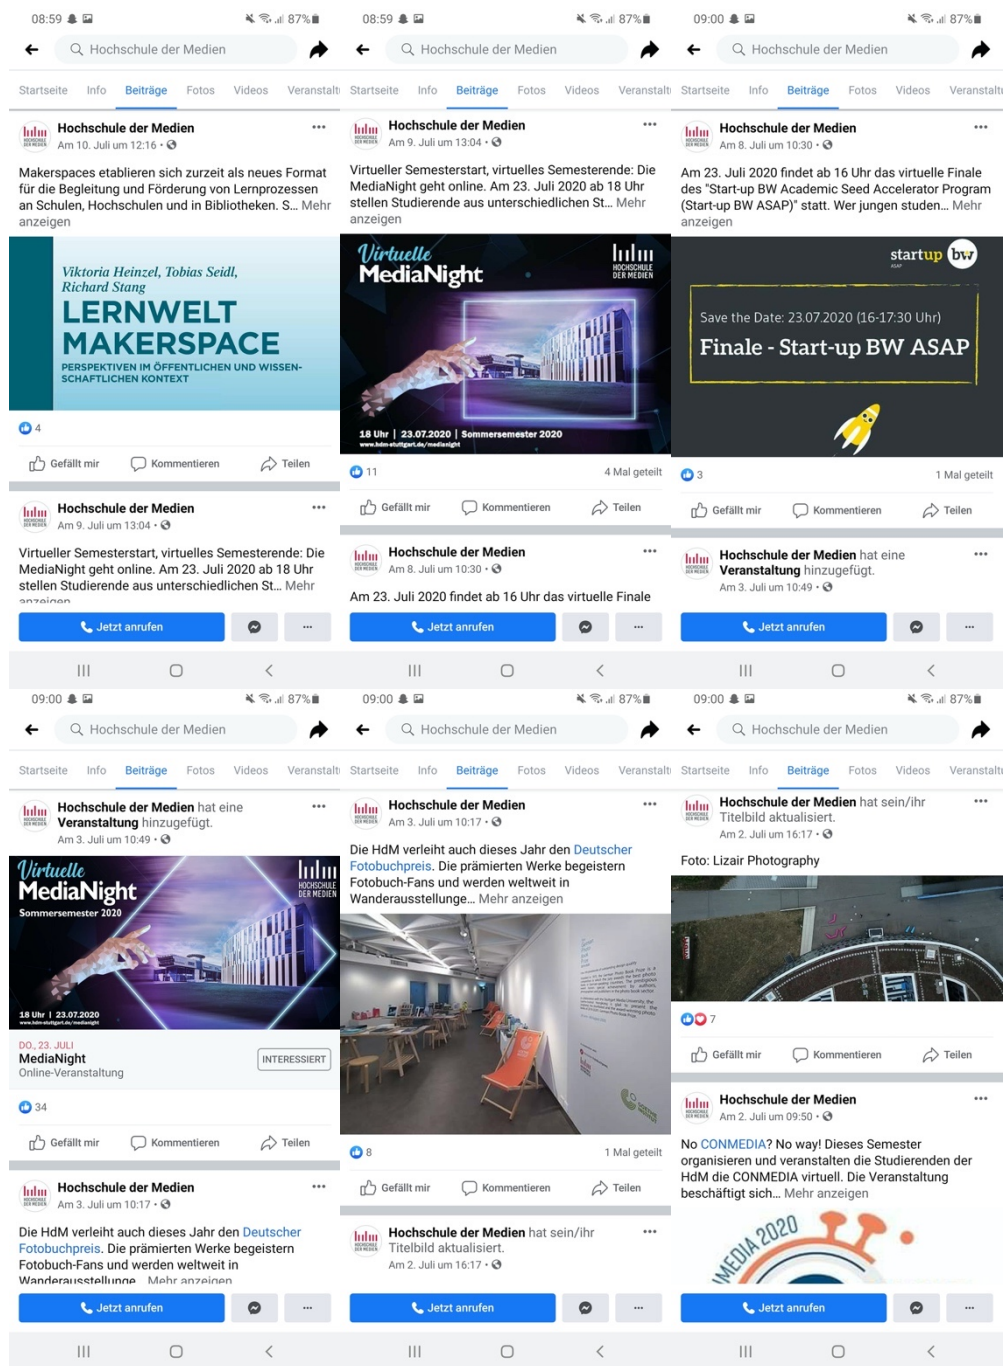 08:59
87%
Hochschule der Medien
Startseite Info Beiträge Fotos Videos Veranstalt
Hochschule der Medien
Am 10. Juli um 12:16
Makerspaces etablieren sich zurzeit als neues Format
für die Begleitung und Förderung von Lernprozessen
an Schulen, Hochschulen und in Bibliotheken. S... Mehr
anzeigen
Viktoria Heinzel, Tobias Seidl,
Richard Stang
LERNWELT
MAKERSPACE
PERSPEKTIVEN IM ÖFFENTLICHEN UND WISSEN-
SCHAFTLICHEN KONTEXT
4
Gefällt mir Kommentieren Teilen
Hochschule der Medien
Am 9. Juli um 13:04
Virtueller Semesterstart, virtuelles Semesterende: Die
MediaNight geht online. Am 23. Juli 2020 ab 18 Uhr
stellen Studierende aus unterschiedlichen St... Mehr
anzeigen
Jetzt anrufen
08:59
87%
Hochschule der Medien
Startseite Info Beiträge Fotos Videos Veranstalt
Hochschule der Medien
Am 9. Juli um 13:04
Virtueller Semesterstart, virtuelles Semesterende: Die
MediaNight geht online. Am 23. Juli 2020 ab 18 Uhr
stellen Studierende aus unterschiedlichen St... Mehr
anzeigen
Virtuelle
MediaNight
HOCHSCHULE
DER MEDIEN
18 Uhr | 23.07.2020 | Sommersemester 2020
www.hdm-stuttgart.de/medianight
11 4 Mal geteilt
Gefällt mir Kommentieren Teilen
Hochschule der Medien
Am 8. Juli um 10:30
Am 23. Juli 2020 findet ab 16 Uhr das virtuelle Finale
Jetzt anrufen
09:00
87%
Hochschule der Medien
Startseite Info Beiträge Fotos Videos Veranstalt
Hochschule der Medien
Am 8. Juli um 10:30
Am 23. Juli 2020 findet ab 16 Uhr das virtuelle Finale
des "Start-up BW Academic Seed Accelerator Program
(Start-up BW ASAP)" statt. Wer jungen studen... Mehr
anzeigen
startup bw
ASAP
Save the Date: 23.07.2020 (16-17:30 Uhr)
Finale - Start-up BW ASAP
3 1 Mal geteilt
Gefällt mir Kommentieren Teilen
Hochschule der Medien hat eine
Veranstaltung hinzugefügt.
Am 3. Juli um 10:49
Jetzt anrufen
09:00
87%
Hochschule der Medien
Startseite Info Beiträge Fotos Videos Veranstalt
Hochschule der Medien hat eine
Veranstaltung hinzugefügt.
Am 3. Juli um 10:49
Virtuelle
MediaNight
Sommersemester 2020
HOCHSCHULE
DER MEDIEN
18 Uhr | 23.07.2020
www.hdm-stuttgart.de/medianight
DO., 23. JULI
MediaNight
Online-Veranstaltung
INTERESSIERT
34
Gefällt mir Kommentieren Teilen
Hochschule der Medien
Am 3. Juli um 10:17
Die HdM verleiht auch dieses Jahr den Deutscher
Fotobuchpreis. Die prämierten Werke begeistern
Fotobuch-Fans und werden weltweit in
Wanderausstellunge... Mehr anzeigen
Jetzt anrufen
09:00
87%
Hochschule der Medien
Startseite Info Beiträge Fotos Videos Veranstalt
Hochschule der Medien
Am 3. Juli um 10:17
Die HdM verleiht auch dieses Jahr den Deutscher
Fotobuchpreis. Die prämierten Werke begeistern
Fotobuch-Fans und werden weltweit in
Wanderausstellunge... Mehr anzeigen
GOETHE
INSTITUT
8 1 Mal geteilt
Gefällt mir Kommentieren Teilen
Hochschule der Medien hat sein/ihr
Titelbild aktualisiert.
Am 2. Juli um 16:17
Jetzt anrufen
09:00
87%
Hochschule der Medien
Startseite Info Beiträge Fotos Videos Veranstalt
Hochschule der Medien hat sein/ihr
Titelbild aktualisiert.
Am 2. Juli um 16:17
Foto: Lizair Photography
7
Gefällt mir Kommentieren Teilen
Hochschule der Medien
Am 2. Juli um 09:50
No CONMEDIA? No way! Dieses Semester
organisieren und veranstalten die Studierenden der
HdM die CONMEDIA virtuell. Die Veranstaltung
beschäftigt sich... Mehr anzeigen
NMEDIA 2020
Jetzt anrufen